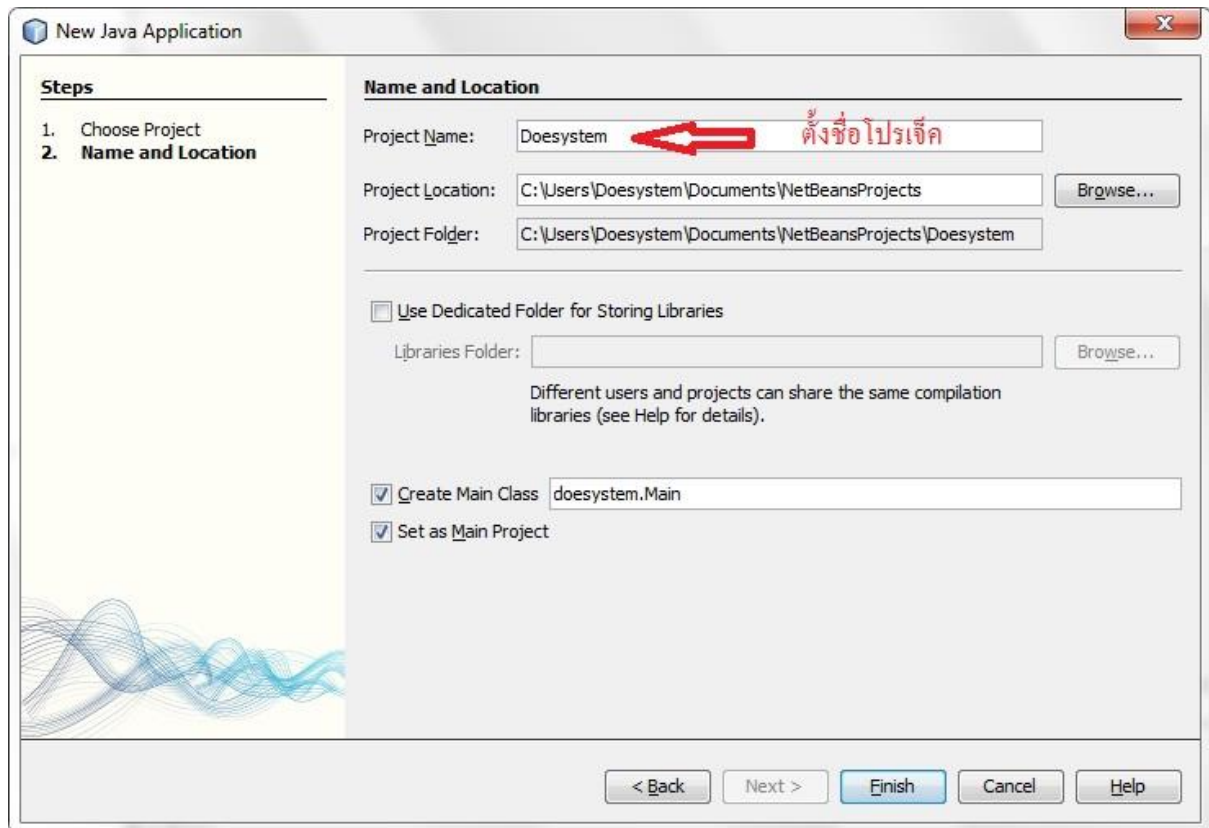 New Java Application
Steps
1. Choose Project
2. Name and Location
Name and Location
Project Name: Doesystem ตั้งชื่อโปรเจ็ค
Project Location: C:\Users\Doesystem\Documents\NetBeansProjects Browse...
Project Folder: C:\Users\Doesystem\Documents\NetBeansProjects\Doesystem
Use Dedicated Folder for Storing Libraries
Libraries Folder: Browse...
Different users and projects can share the same compilation
libraries (see Help for details).
Create Main Class doesystem.Main
Set as Main Project
< Back Next > Finish Cancel Help